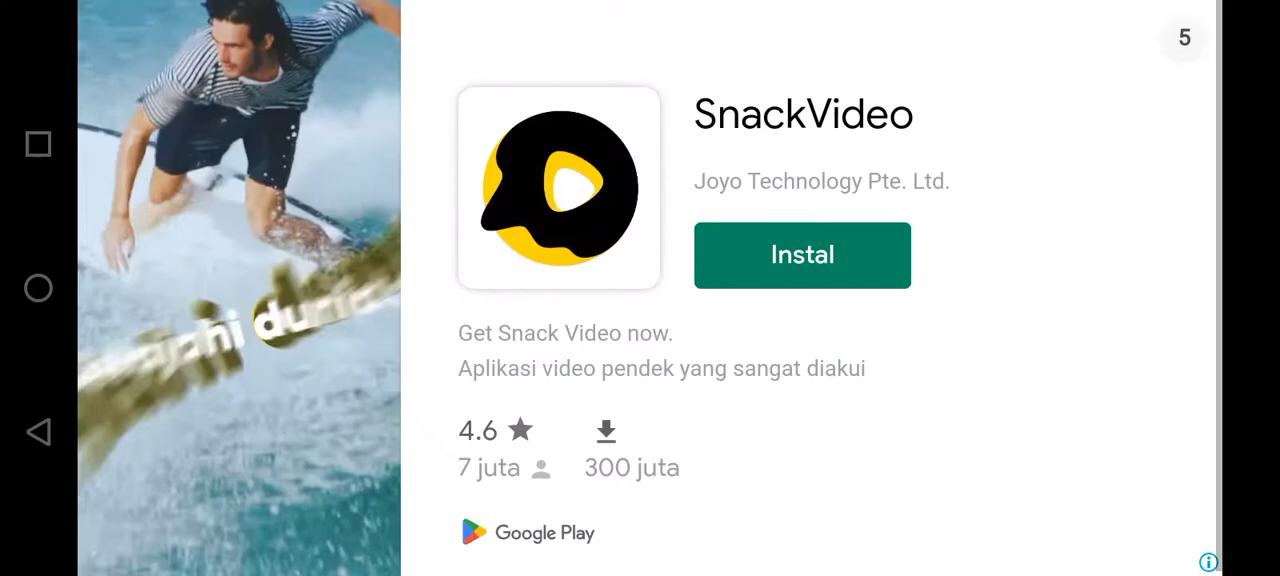 5
SnackVideo
Joyo Technology Pte. Ltd.
Instal
Get Snack Video now.
Aplikasi video pendek yang sangat diakui
4.6
7 juta 300 juta
Google Play